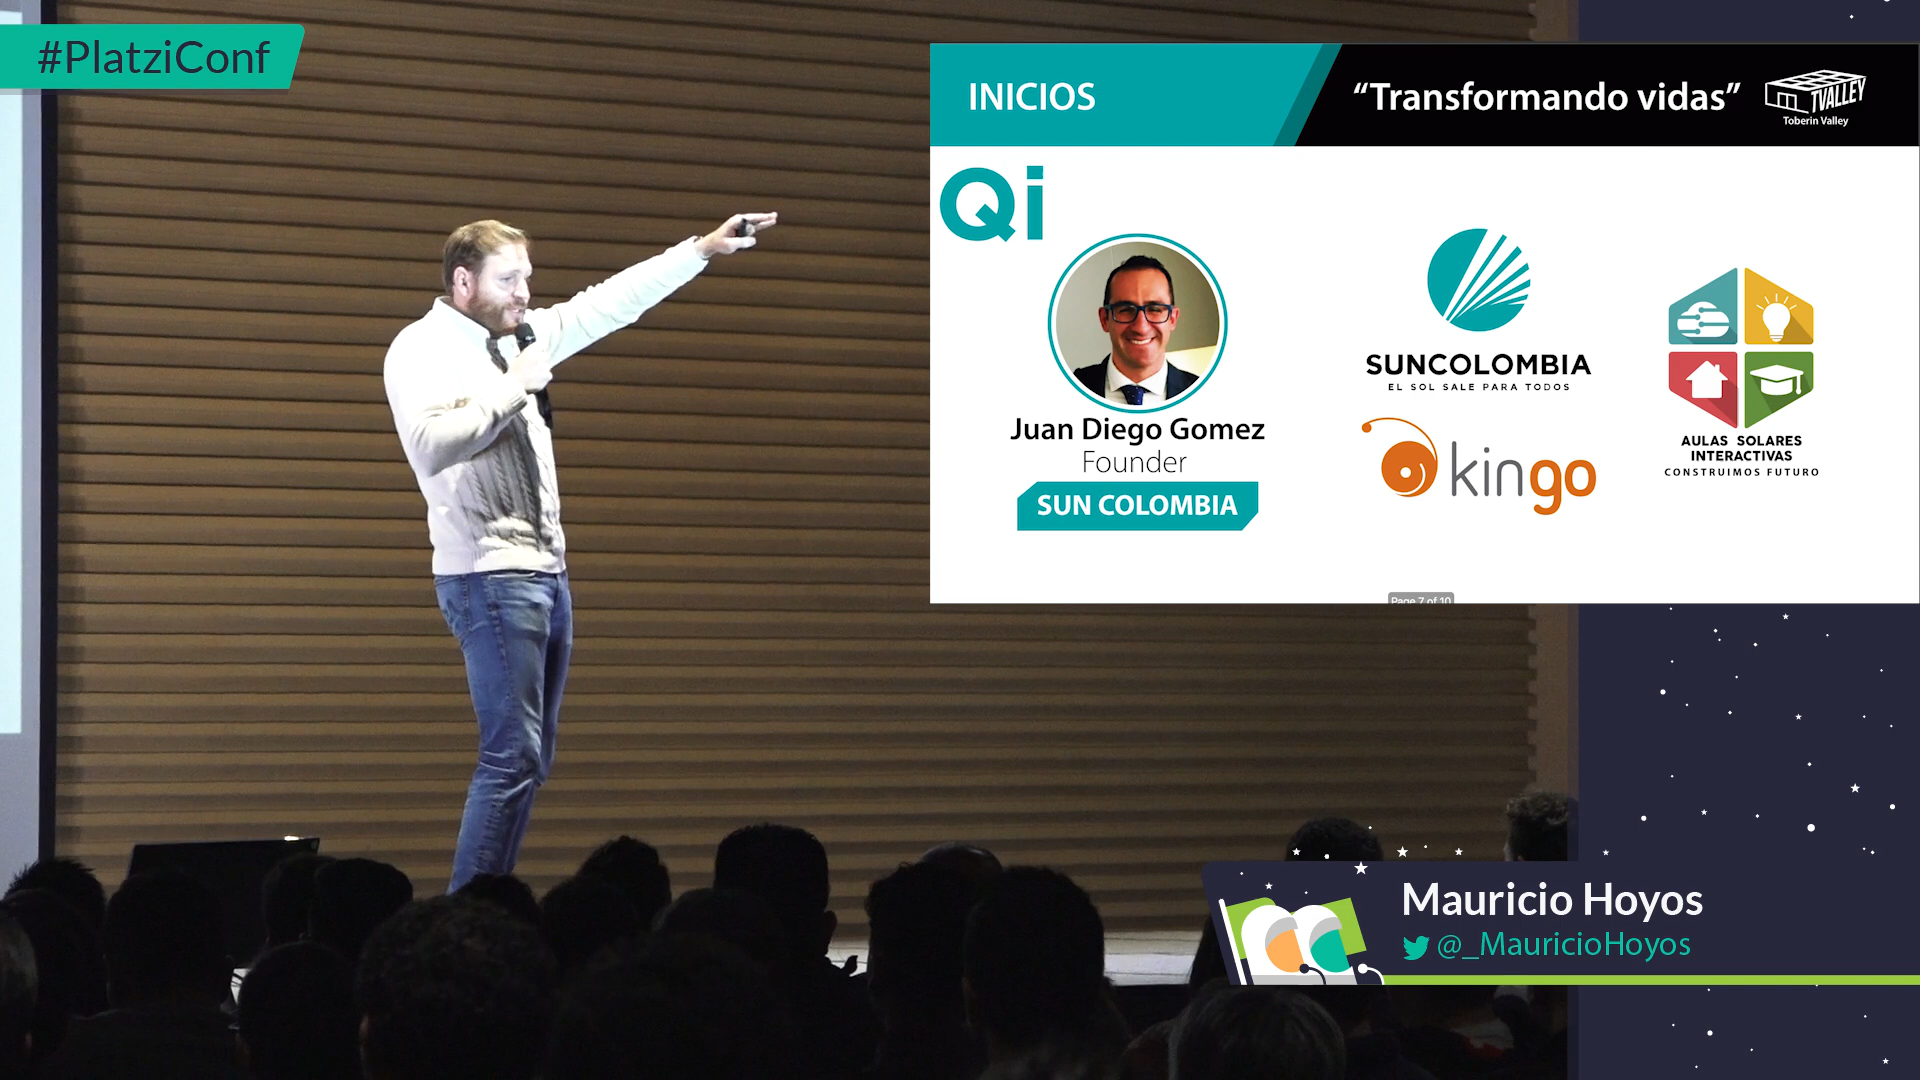 #PlatziConf
INICIOS
“Transformando vidas”
TVALLEY
Toberin Valley
Qi
Juan Diego Gomez
Founder
SUN COLOMBIA
SUNCOLOMBIA
EL SOL SALE PARA TODOS
kingo
AULAS SOLARES
INTERACTIVAS
CONSTRUIMOS FUTURO
Page 7 of 10
Mauricio Hoyos
@_MauricioHoyos